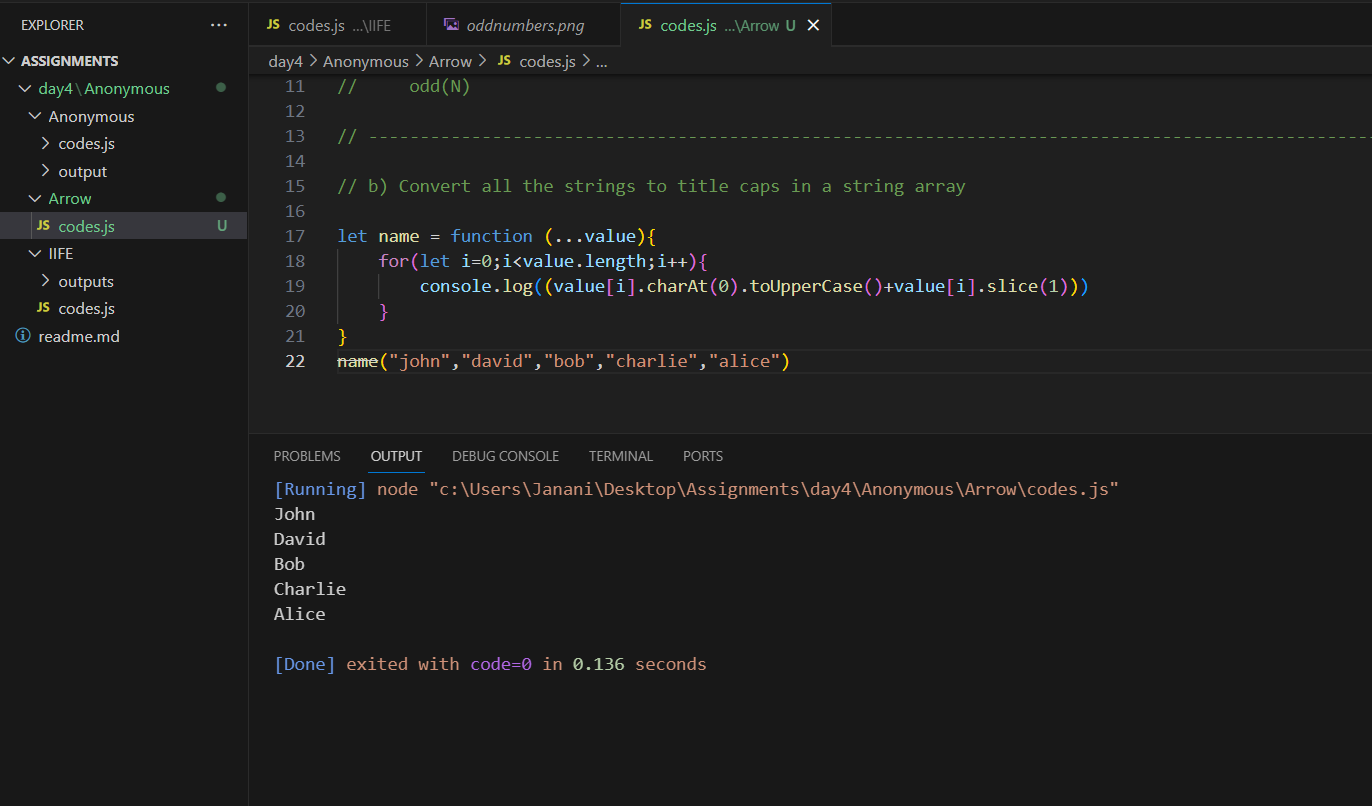 EXPLORER ...
ASSIGNMENTS
day4\Anonymous
Anonymous
codes.js
output
Arrow
JS codes.js U
IIFE
outputs
JS codes.js
readme.md
JS codes.js ...\IIFE
oddnumbers.png
JS codes.js ...\Arrow U
day4 > Anonymous > Arrow > JS codes.js > ...
11 //     odd(N)
12
13 // -------------------------------------------------------------------------------------------------
14
15 // b) Convert all the strings to title caps in a string array
16
17 let name = function (...value){
18     for(let i=0;i<value.length;i++){
19         console.log((value[i].charAt(0).toUpperCase()+value[i].slice(1)))
20     }
21 }
22 name("john","david","bob","charlie","alice")
PROBLEMS OUTPUT DEBUG CONSOLE TERMINAL PORTS
[Running] node "c:\Users\Janani\Desktop\Assignments\day4\Anonymous\Arrow\codes.js"
John
David
Bob
Charlie
Alice
[Done] exited with code=0 in 0.136 seconds